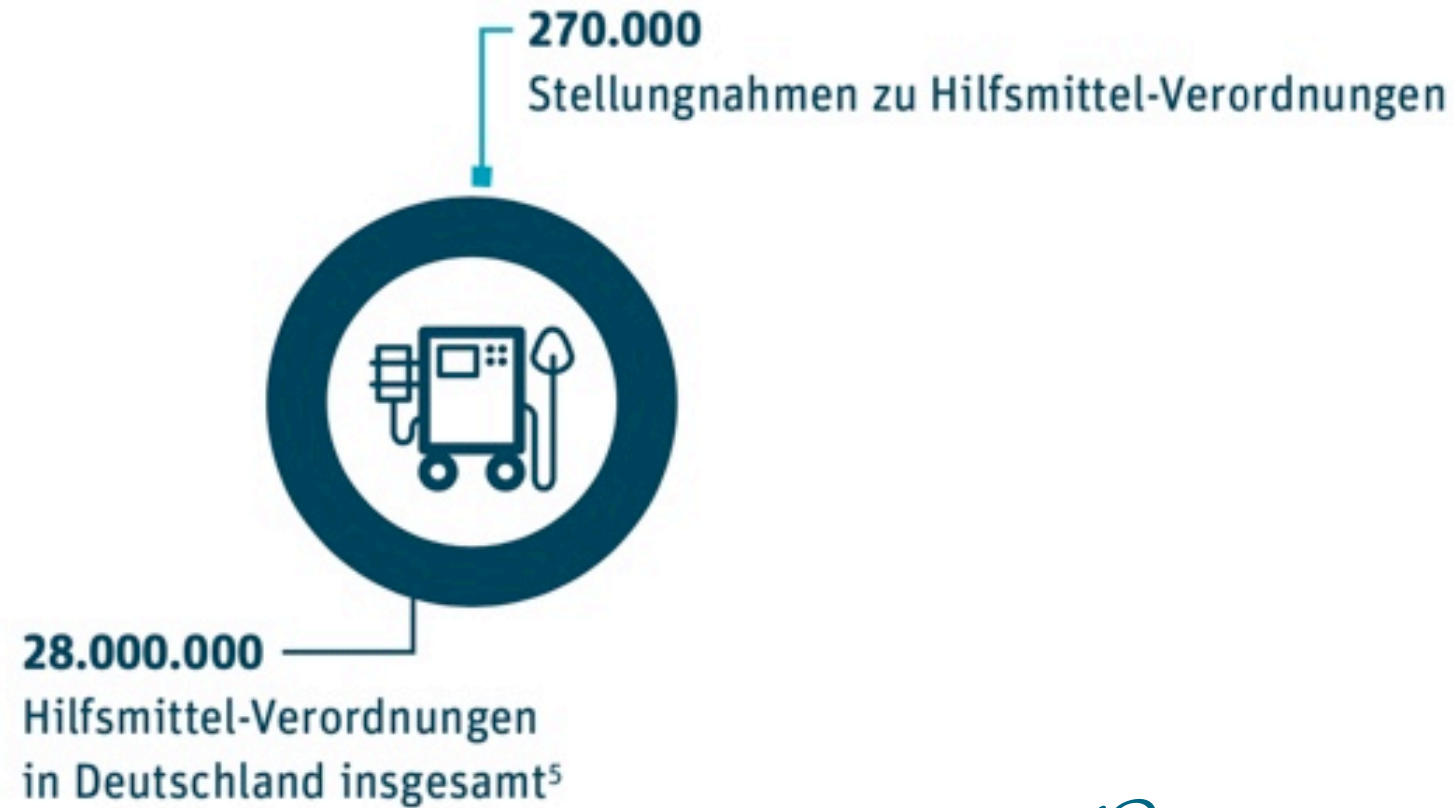 270.000
Stellungnahmen zu Hilfsmittel-Verordnungen
28.000.000
Hilfsmittel-Verordnungen
in Deutschland insgesamt⁵